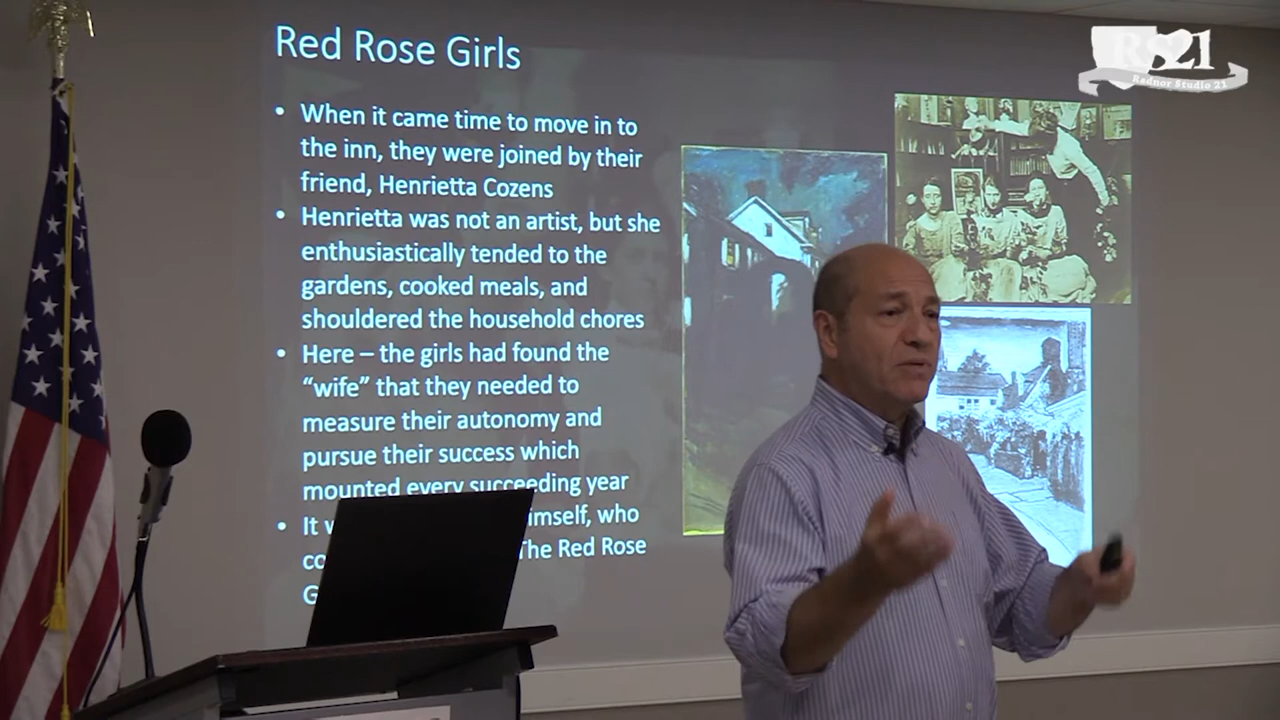 Red Rose Girls
RS21
Radnor Studio 21
• When it came time to move in to
the inn, they were joined by their
friend, Henrietta Cozens
• Henrietta was not an artist, but she
enthusiastically tended to the
gardens, cooked meals, and
shouldered the household chores
• Here – the girls had found the
“wife” that they needed to
measure their autonomy and
pursue their success which
mounted every succeeding year
• It imself, who
The Red Rose